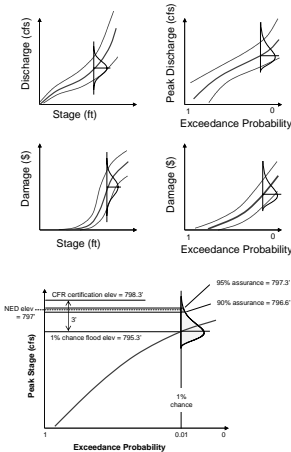 Discharge (cfs)
Stage (ft)
Peak Discharge (cfs)
1
0
Exceedance Probability
Damage ($)
Stage (ft)
Damage ($)
1
0
Exceedance Probability
95% assurance = 797.3'
CFR certification elev = 798.3'
90% assurance = 796.6'
NED elev
= 797'
3'
1% chance flood elev = 795.3'
Peak Stage (cfs)
1%
chance
1
0.01
0
Exceedance Probability